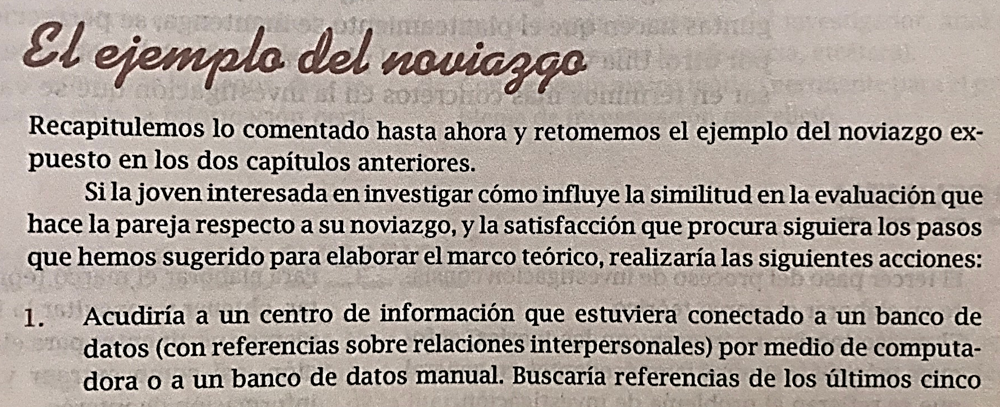 El ejemplo del noviazgo
Recapitulemos lo comentado hasta ahora y retomemos el ejemplo del noviazgo ex-
puesto en los dos capítulos anteriores.
Si la joven interesada en investigar cómo influye la similitud en la evaluación que
hace la pareja respecto a su noviazgo, y la satisfacción que procura siguiera los pasos
que hemos sugerido para elaborar el marco teórico, realizaría las siguientes acciones:
1. Acudiría a un centro de información que estuviera conectado a un banco de
datos (con referencias sobre relaciones interpersonales) por medio de computa-
dora o a un banco de datos manual. Buscaría referencias de los últimos cinco